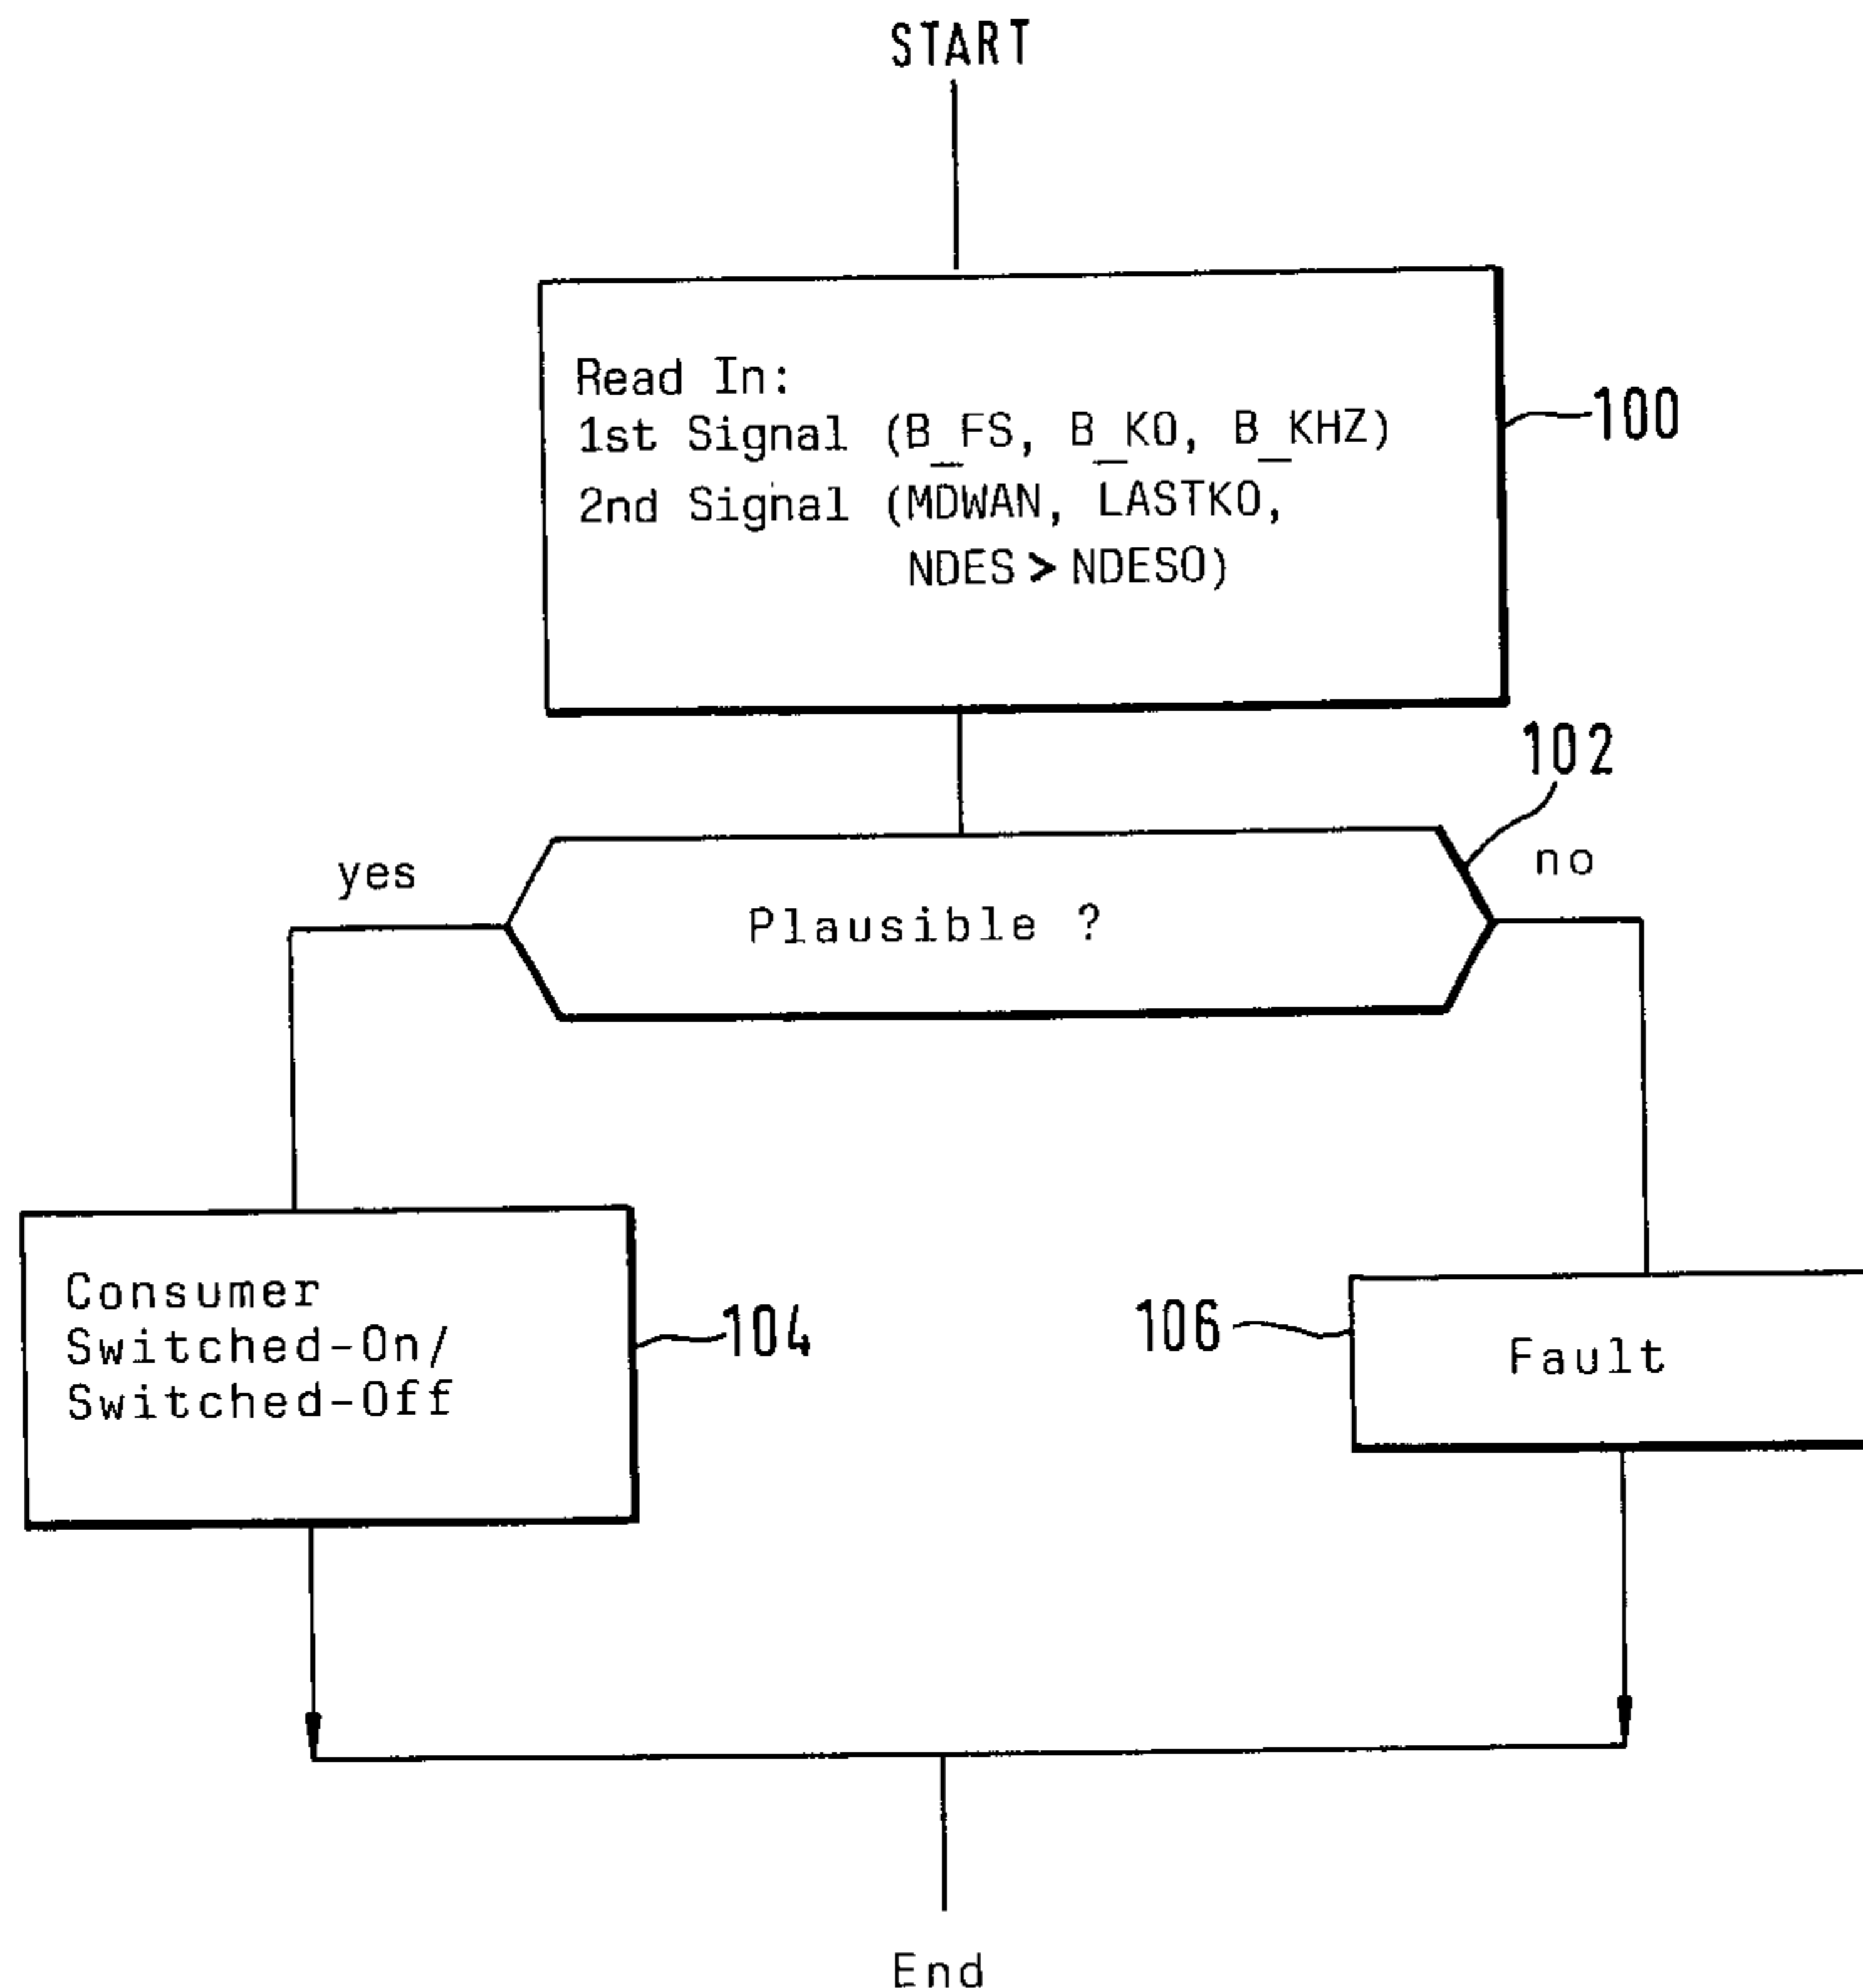 START
Read In:
1st Signal (B_FS, B_KO, B_KHZ)
2nd Signal (MDWAN, LASTKO,
NDES > NDESO)
100
102
yes
no
Plausible ?
Consumer
Switched-On/
Switched-Off
104
106
Fault
End